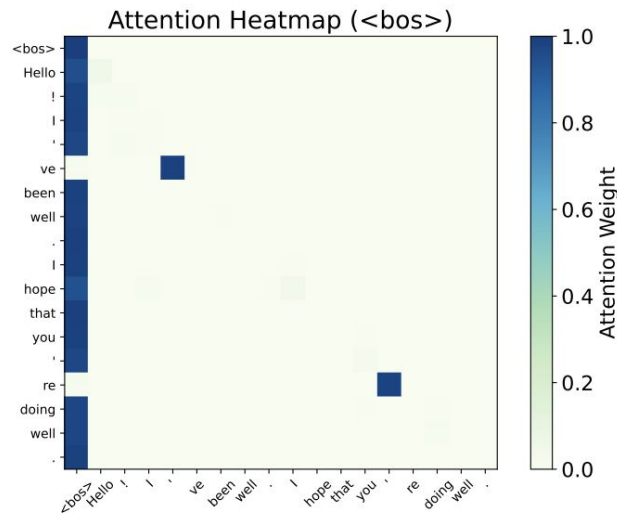 Attention Heatmap (<bos>)
<bos>
Hello
!
I
'
ve
been
well
.
I
hope
that
you
'
re
doing
well
.
<bos> Hello ! I ' ve been well . I hope that you ' re doing well .
1.0
0.8
0.6
0.4
0.2
0.0
Attention Weight